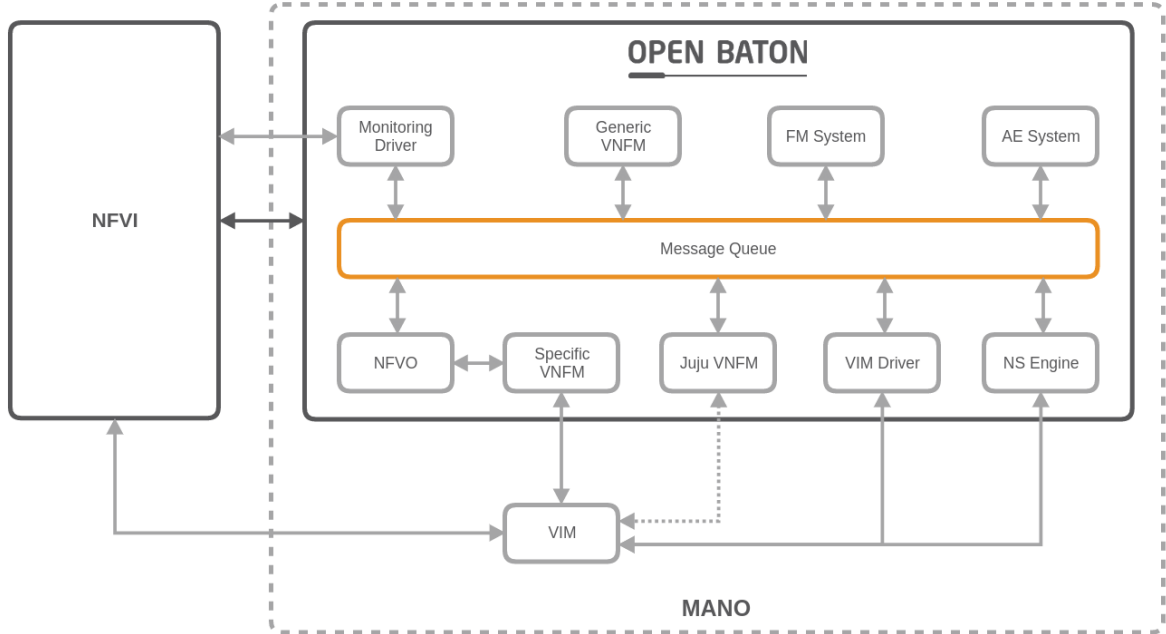 OPEN BATON
Monitoring
Driver
Generic
VNFM
FM System
AE System
NFVI
Message Queue
NFVO
Specific
VNFM
Juju VNFM
VIM Driver
NS Engine
VIM
MANO